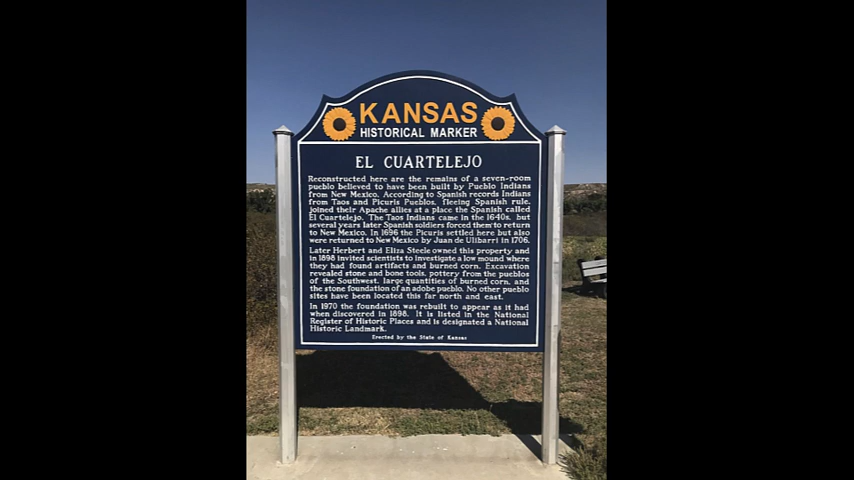 KANSAS
HISTORICAL MARKER
EL CUARTELEJO
Reconstructed here are the remains of a seven-room
pueblo believed to have been built by Pueblo Indians
from New Mexico. According to Spanish records Indians
from Taos and Picuris Pueblos, fleeing Spanish rule,
joined their Apache allies at a place the Spanish called
El Cuartelejo. The Taos Indians came in the 1640s, but
several years later Spanish soldiers forced them to return
to New Mexico. In 1696 the Picuris settled here but also
were returned to New Mexico by Juan de Ulibarri in 1706.
Later Herbert and Eliza Steele owned this property and
in 1898 invited scientists to investigate a low mound where
they had found artifacts and burned corn. Excavation
revealed stone and bone tools, pottery from the pueblos
of the Southwest, large quantities of burned corn, and
the stone foundation of an adobe pueblo. No other pueblo
sites have been located this far north and east.
In 1970 the foundation was rebuilt to appear as it had
when discovered in 1898. It is listed in the National
Register of Historic Places and is designated a National
Historic Landmark.
Erected by the State of Kansas